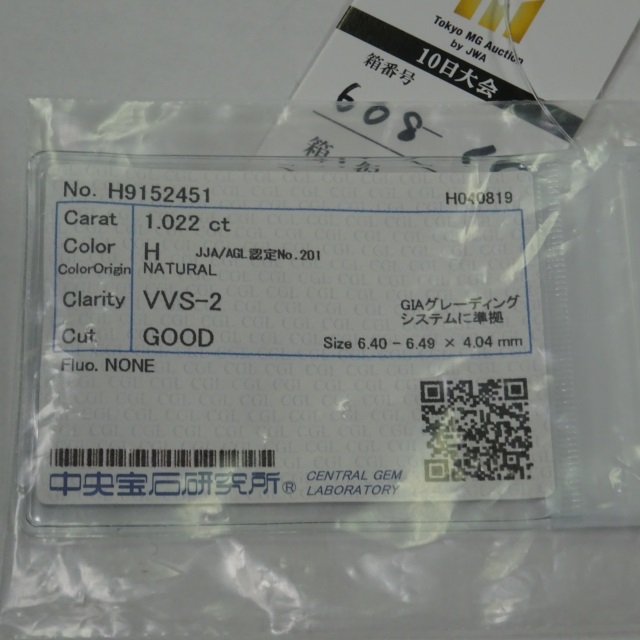 Tokyo MG Auction
by JWA
10日大会
箱番号
608
No. H9152451
H040819
Carat 1.022 ct
Color H JJA/AGL認定No.201
ColorOrigin NATURAL
Clarity VVS-2
GIAグレーディング
システムに準拠
Cut GOOD
Size 6.40 - 6.49 × 4.04 mm
Fluo. NONE
中央宝石研究所® CENTRAL GEM
LABORATORY